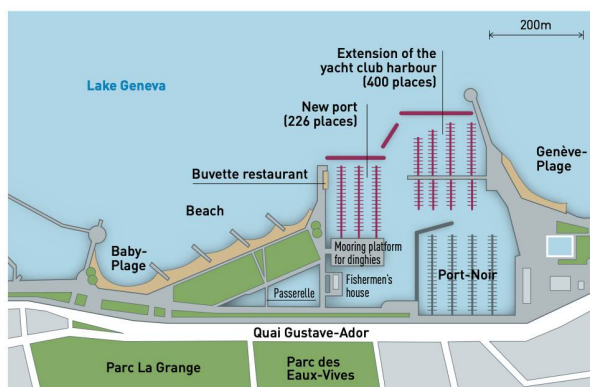 200m
Extension of the
yacht club harbour
(400 places)
Lake Geneva
New port
(226 places)
Genève-
Plage
Buvette restaurant
Beach
Baby-
Plage
Mooring platform
for dinghies
Port-Noir
Fishermen's
house
Passerelle
Quai Gustave-Ador
Parc La Grange
Parc des
Eaux-Vives